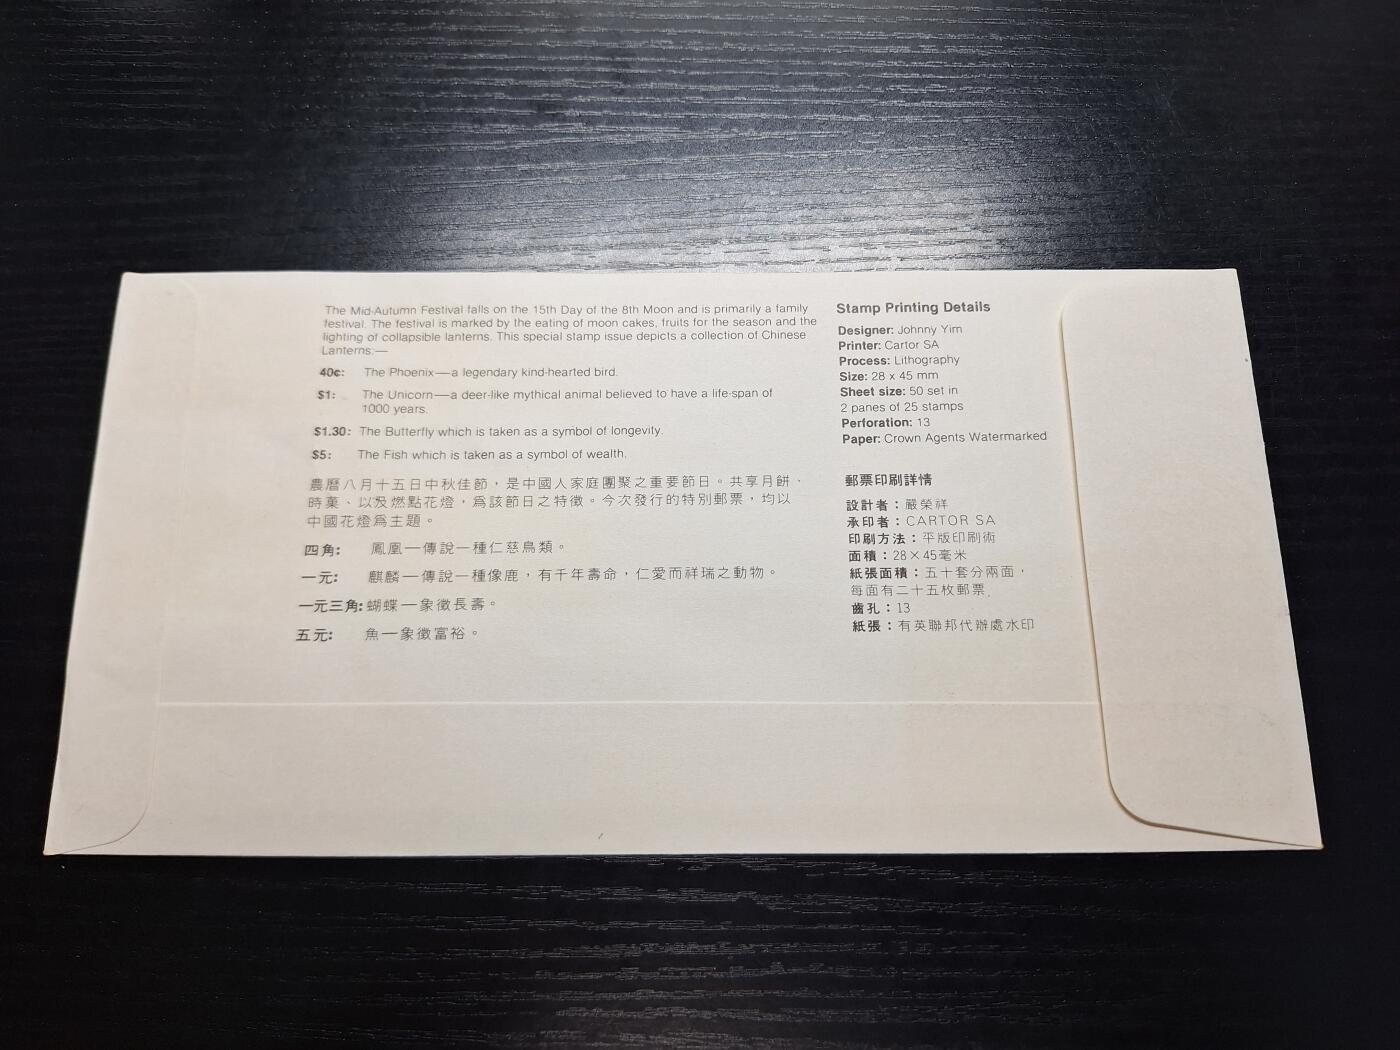 The Mid-Autumn Festival falls on the 15th Day of the 8th Moon and is primarily a family
festival. The festival is marked by the eating of moon cakes, fruits for the season and the
lighting of collapsible lanterns. This special stamp issue depicts a collection of Chinese
Lanterns:—
40¢: The Phoenix—a legendary kind-hearted bird.
$1: The Unicorn—a deer-like mythical animal believed to have a life-span of
1000 years.
$1.30: The Butterfly which is taken as a symbol of longevity.
$5: The Fish which is taken as a symbol of wealth.
農曆八月十五日中秋佳節，是中國人家庭團聚之重要節日。共享月餅、
時菓、以及燃點花燈，爲該節日之特徵。今次發行的特別郵票，均以
中國花燈爲主題。
四角: 鳳凰—傳說一種仁慈鳥類。
一元: 麒麟—傳說一種像鹿，有千年壽命，仁愛而祥瑞之動物。
一元三角: 蝴蝶—象徵長壽。
五元: 魚—象徵富裕。
Stamp Printing Details
Designer: Johnny Yim
Printer: Cartor SA
Process: Lithography
Size: 28 x 45 mm
Sheet size: 50 set in
2 panes of 25 stamps
Perforation: 13
Paper: Crown Agents Watermarked
郵票印刷詳情
設計者：嚴榮祥
承印者：CARTOR SA
印刷方法：平版印刷術
面積：28×45毫米
紙張面積：五十套分兩面，
每面有二十五枚郵票.
齒孔：13
紙張：有英聯邦代辦處水印